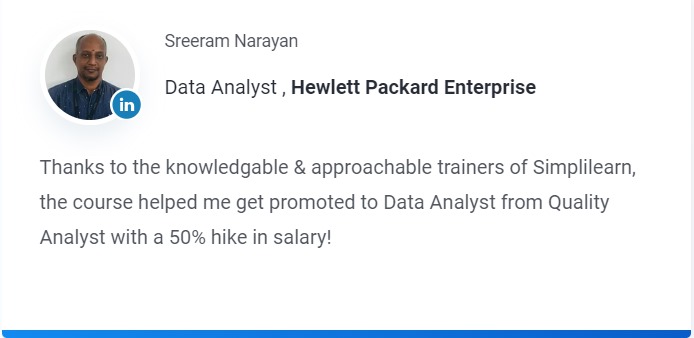 Sreeram Narayan
in
Data Analyst , Hewlett Packard Enterprise
Thanks to the knowledgable & approachable trainers of Simplilearn,
the course helped me get promoted to Data Analyst from Quality
Analyst with a 50% hike in salary!